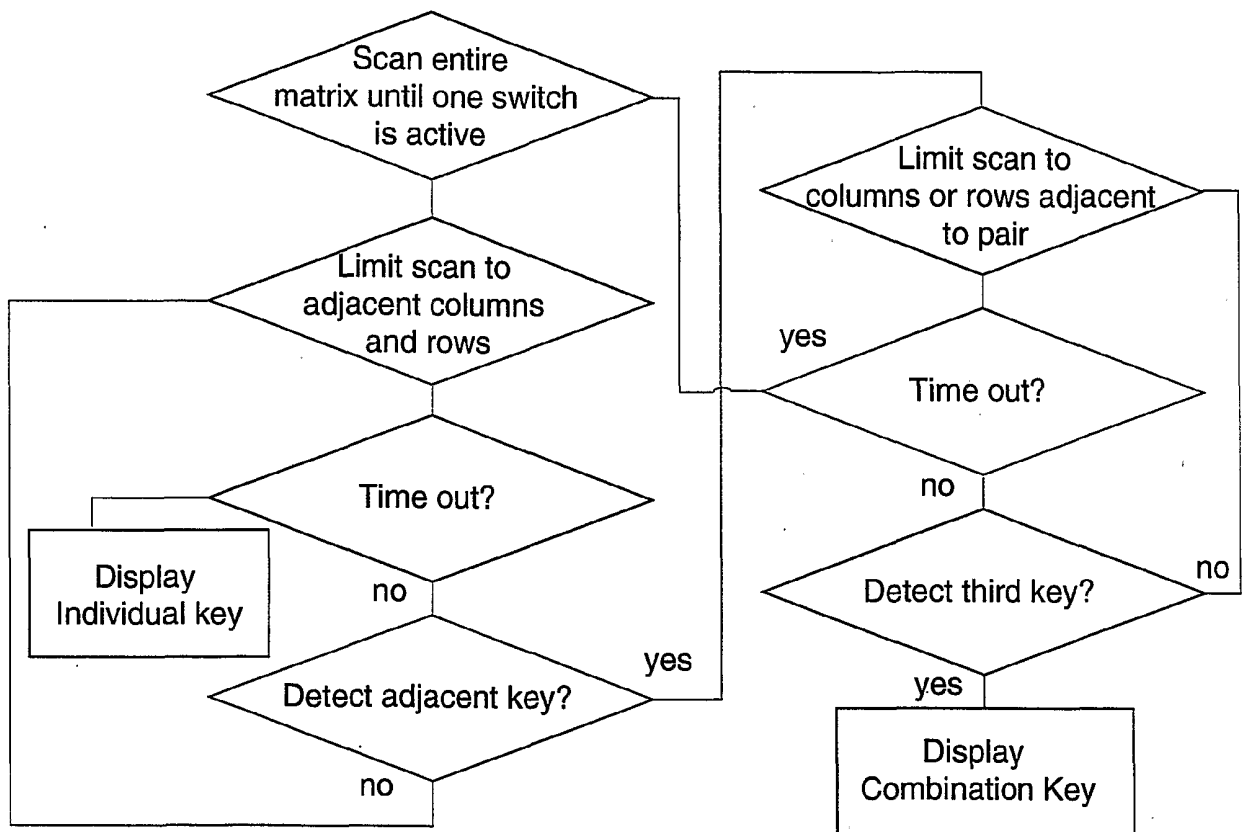 Scan entire
matrix until one switch
is active
Limit scan to
adjacent columns
and rows
Time out?
Display
Individual key
no
Detect adjacent key?
yes
no
Limit scan to
columns or rows adjacent
to pair
yes
Time out?
no
Detect third key?
no
yes
Display
Combination Key